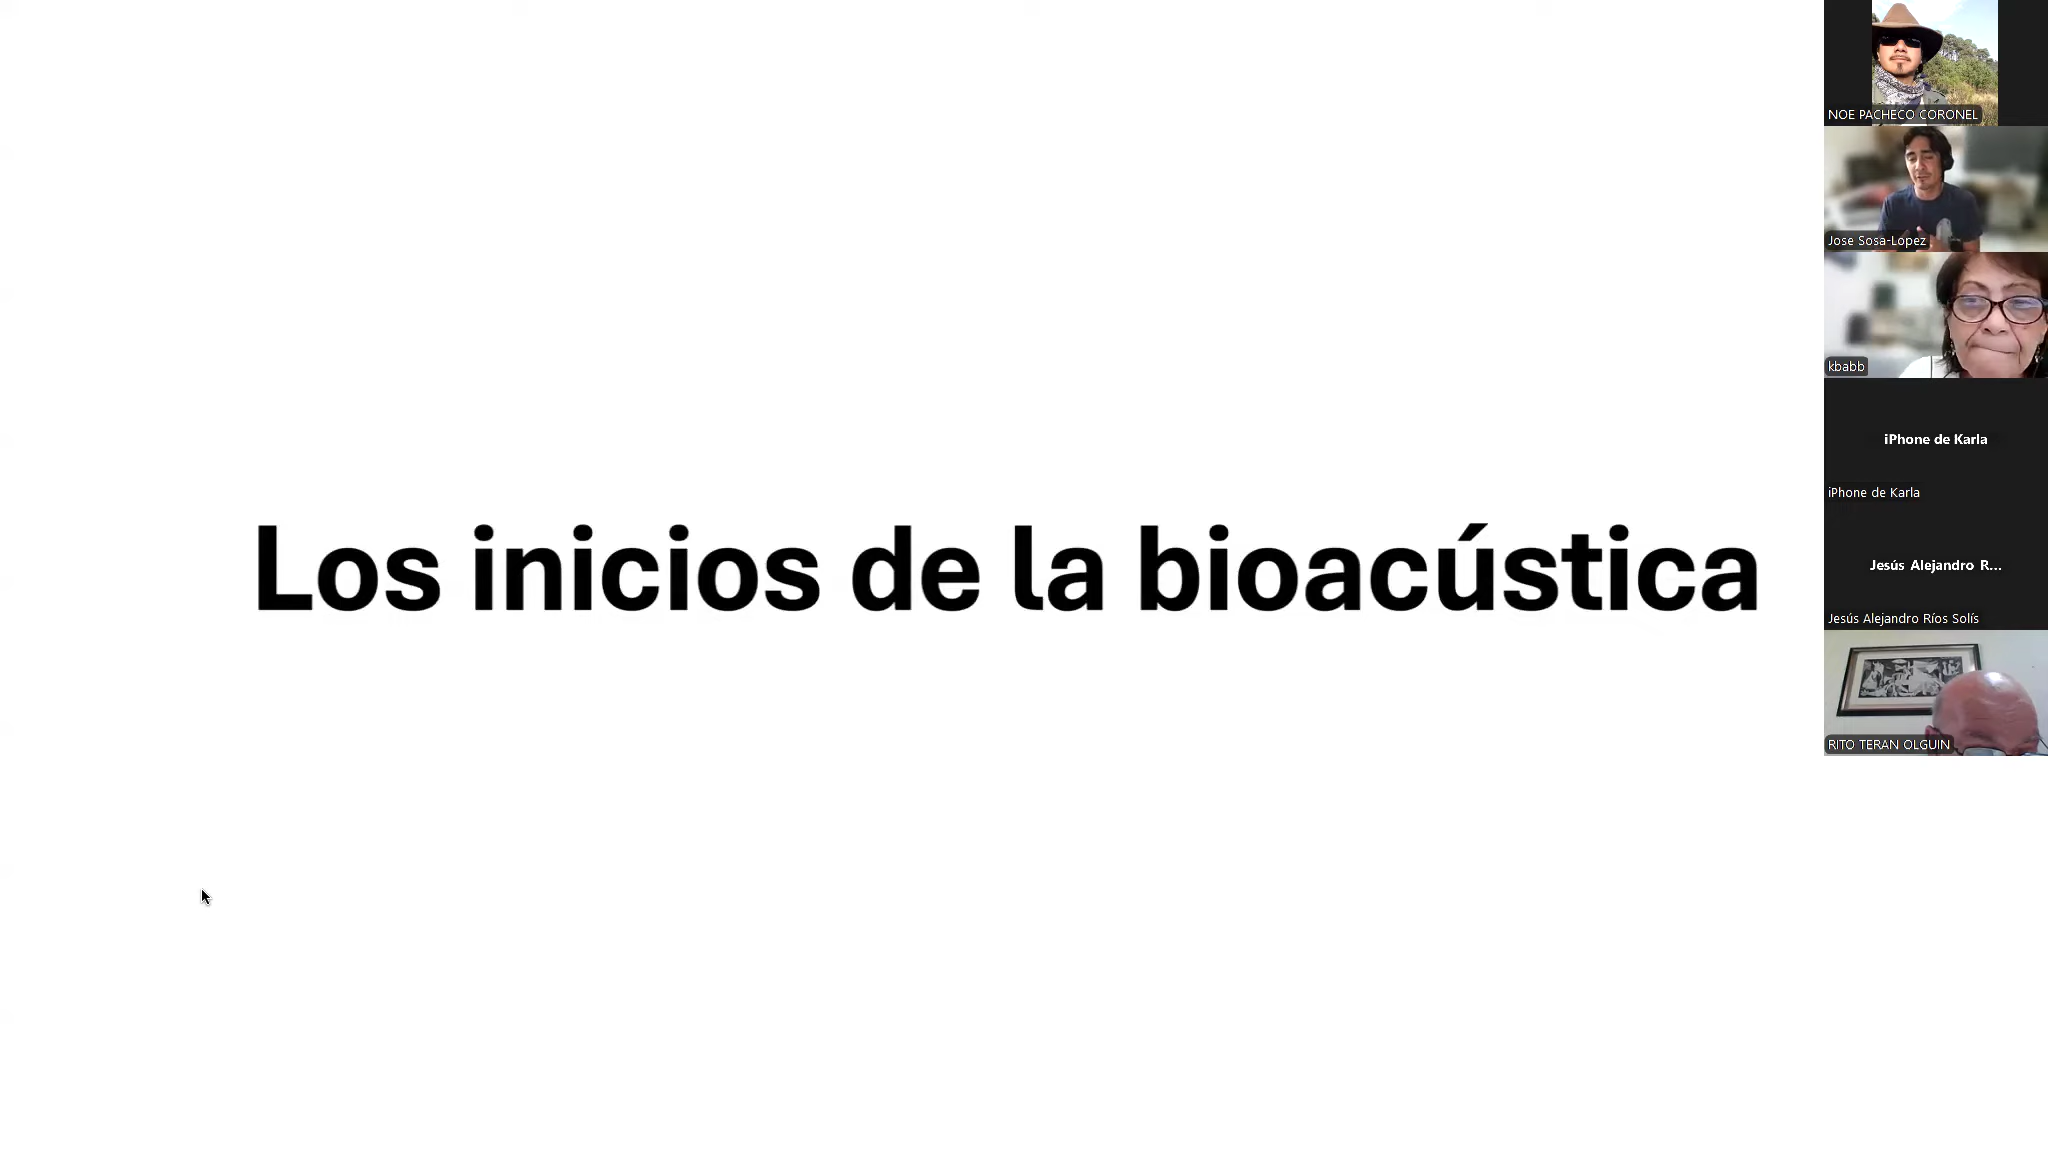 Los inicios de la bioacústica
NOE PACHECO CORONEL
Jose Sosa-Lopez
kbabb
iPhone de Karla
iPhone de Karla
Jesús Alejandro R...
Jesús Alejandro Ríos Solís
RITO TERAN OLGUIN